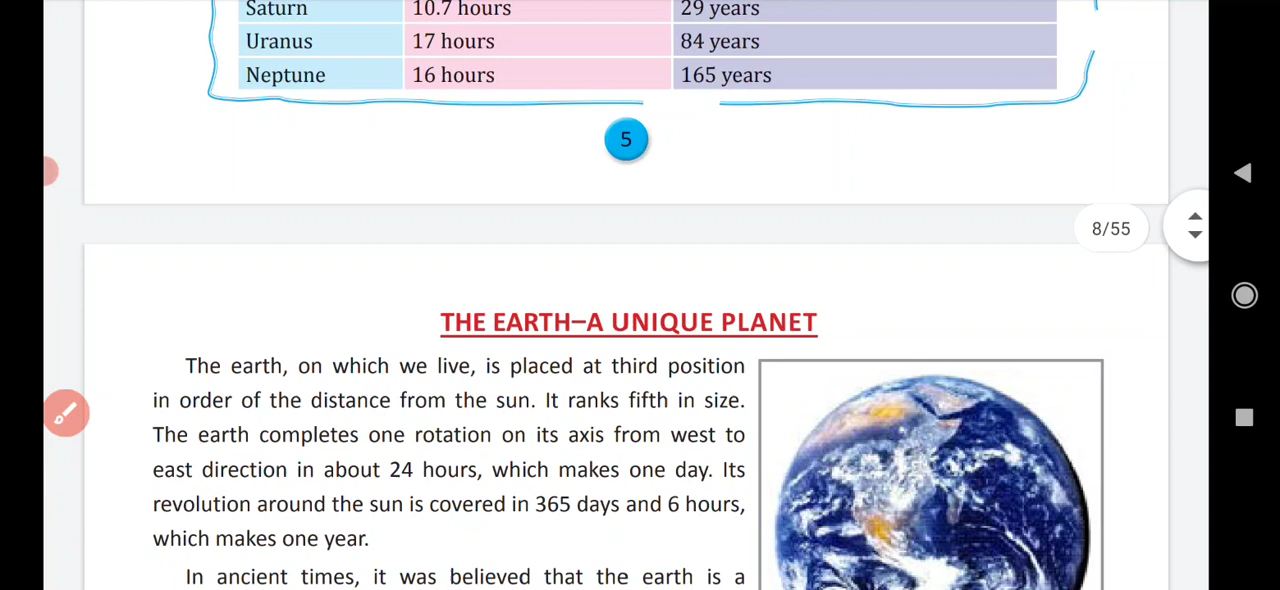 Saturn 10.7 hours 29 years
Uranus 17 hours 84 years
Neptune 16 hours 165 years
5
8/55
THE EARTH–A UNIQUE PLANET
The earth, on which we live, is placed at third position
in order of the distance from the sun. It ranks fifth in size.
The earth completes one rotation on its axis from west to
east direction in about 24 hours, which makes one day. Its
revolution around the sun is covered in 365 days and 6 hours,
which makes one year.
In ancient times, it was believed that the earth is a